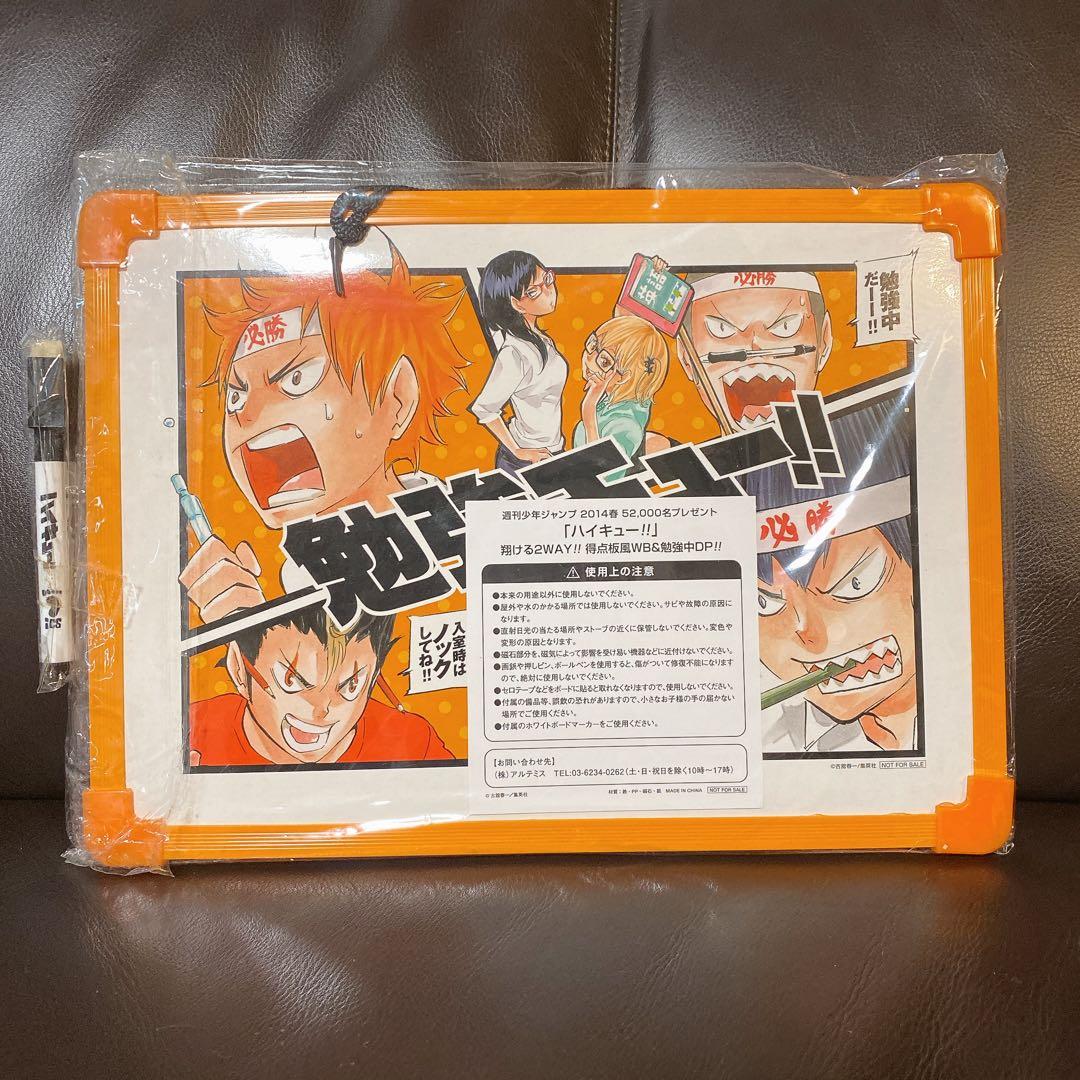 必勝
社
必勝
勉強中
だーー!!
勉強
必勝
入室時は
ノック
してね!!
週刊少年ジャンプ 2014春 52,000名プレゼント
「ハイキュー!!」
翔ける2WAY!! 得点板風WB&勉強中DP!!
使用上の注意
●本来の用途以外に使用しないでください。
●屋外や水のかかる場所では使用しないでください。サビや故障の原因に
なります。
●直射日光の当たる場所やストーブの近くに保管しないでください。変色や
変形の原因となります。
●磁石部分を、磁気によって影響を受け易い機器などに近付けないでください。
●画鋲や押しピン、ボールペンを使用すると、傷がついて修復不能になります
ので、絶対に使用しないでください。
●セロテープなどをボードに貼ると取れなくなりますので、使用しないでください。
●付属の備品等、誤飲の恐れがありますので、小さなお子様の手の届かない
場所でご使用ください。
●付属のホワイトボードマーカーをご使用ください。
【お問い合わせ先】
(株)アルテミス TEL:03-6234-0262(土・日・祝日を除く10時〜17時)
©古舘春一/集英社
材質:鉄・PP・磁石・紙 MADE IN CHINA NOT FOR SALE
©古舘春一/集英社 NOT FOR SALE
ハイキュー!!